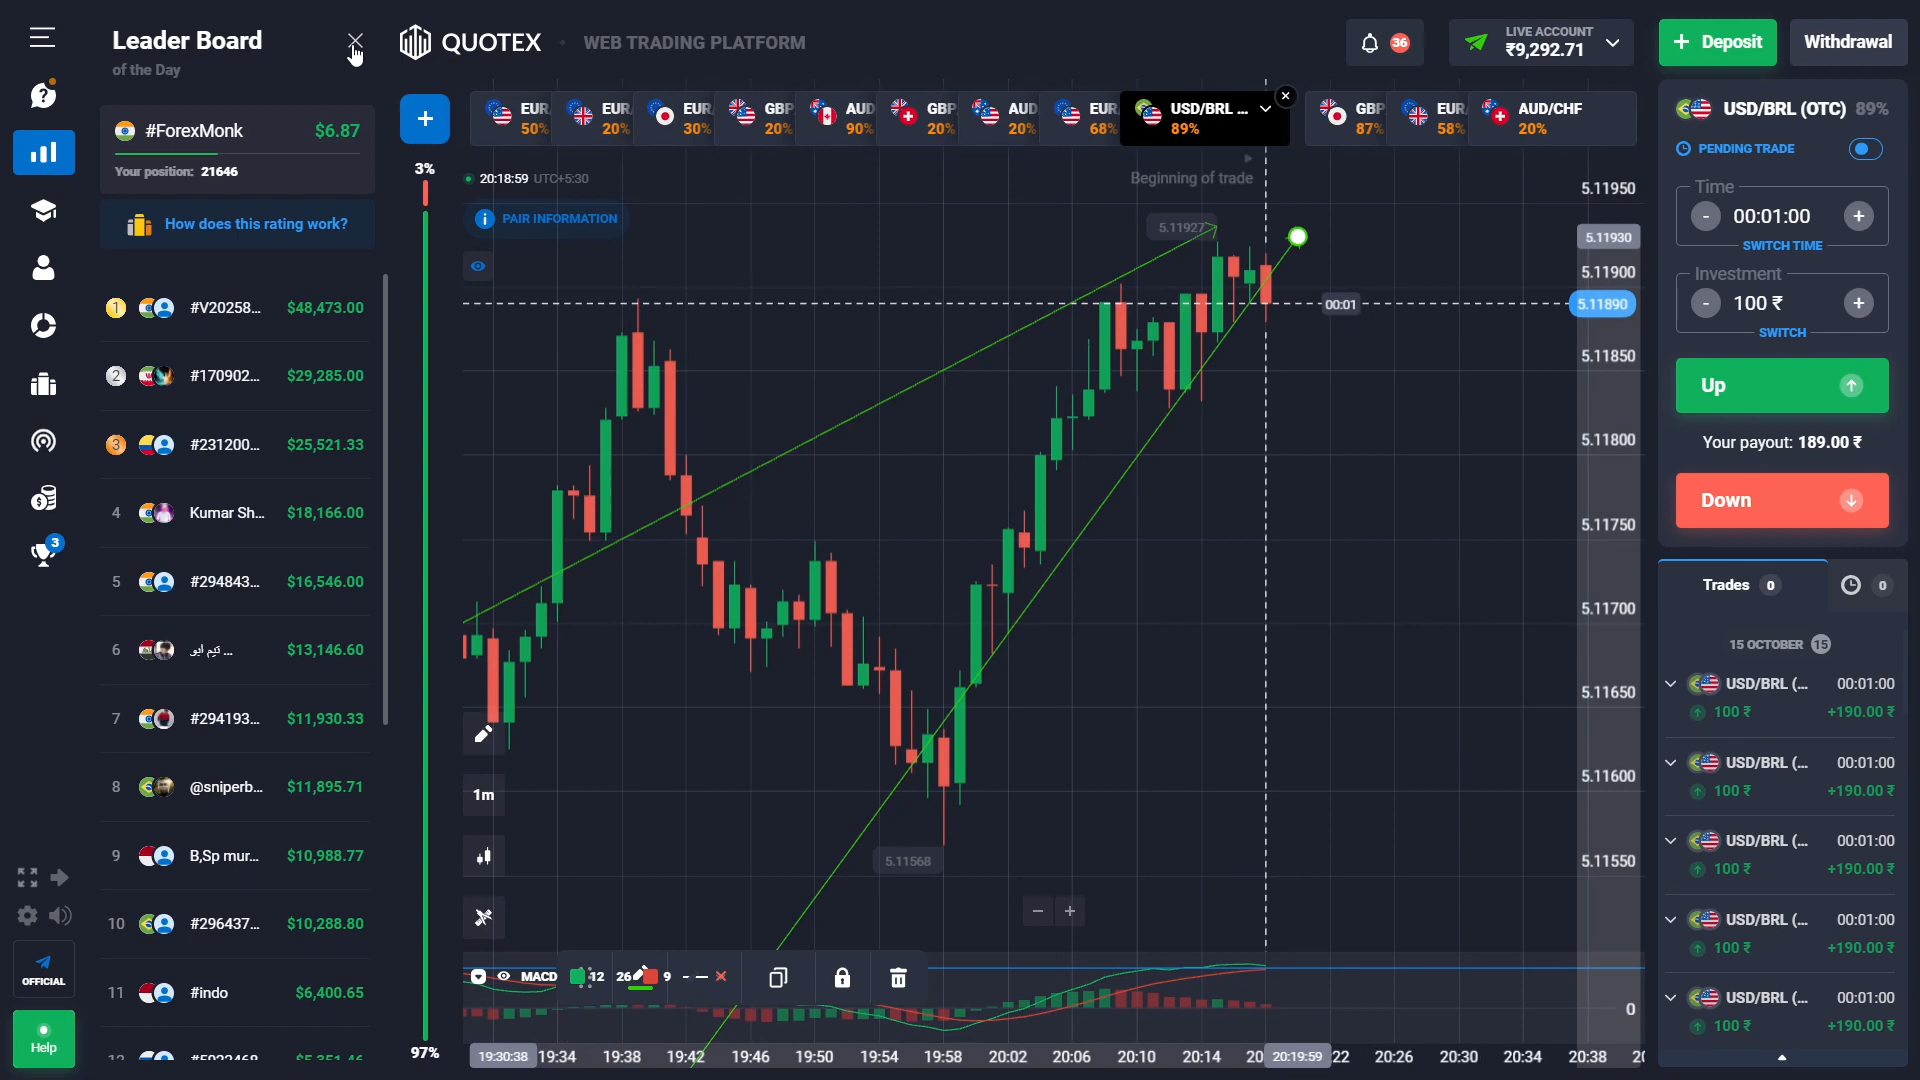 Leader Board
of the Day
#ForexMonk $6.87
Your position: 21646
How does this rating work?
1 #V20258... $48,473.00
2 #170902... $29,285.00
3 #231200... $25,521.33
4 Kumar Sh... $18,166.00
5 #294843... $16,546.00
6 $13,146.60
7 #294193... $11,930.33
8 @sniperb... $11,895.71
9 B,Sp mur... $10,988.77
10 #296437... $10,288.80
11 #indo $6,400.65
3
OFFICIAL
Help
QUOTEX
WEB TRADING PLATFORM
36
LIVE ACCOUNT
₹9,292.71
+ Deposit
Withdrawal
+
EUR 50%
EUR 20%
EUR 30%
GBP 20%
AUD 90%
GBP 20%
AUD 20%
EUR 68%
USD/BRL ... 89%
GBP 87%
EUR 58%
AUD/CHF 20%
3%
97%
20:18:59 UTC+5:30
PAIR INFORMATION
Beginning of trade
5.11927
00:01
5.11568
1m
5.11950
5.11930
5.11900
5.11890
5.11850
5.11800
5.11750
5.11700
5.11650
5.11600
5.11550
0
MACD 12 26 9
19:30:38 19:34 19:38 19:42 19:46 19:50 19:54 19:58 20:02 20:06 20:10 20:14 20 20:19:59 22 20:26 20:30 20:34 20:38
USD/BRL (OTC) 89%
PENDING TRADE
Time
- 00:01:00 +
SWITCH TIME
Investment
- 100 ₹ +
SWITCH
Up
Your payout: 189.00 ₹
Down
Trades 0
0
15 OCTOBER 15
USD/BRL (... 00:01:00
100 ₹ +190.00 ₹
USD/BRL (... 00:01:00
100 ₹ +190.00 ₹
USD/BRL (... 00:01:00
100 ₹ +190.00 ₹
USD/BRL (... 00:01:00
100 ₹ +190.00 ₹
USD/BRL (... 00:01:00
100 ₹ +190.00 ₹